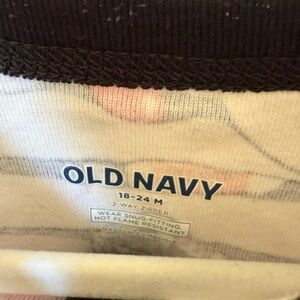 OLD NAVY
18-24 M
2-WAY ZIPPER
WEAR SNUG-FITTING,
NOT FLAME RESISTANT